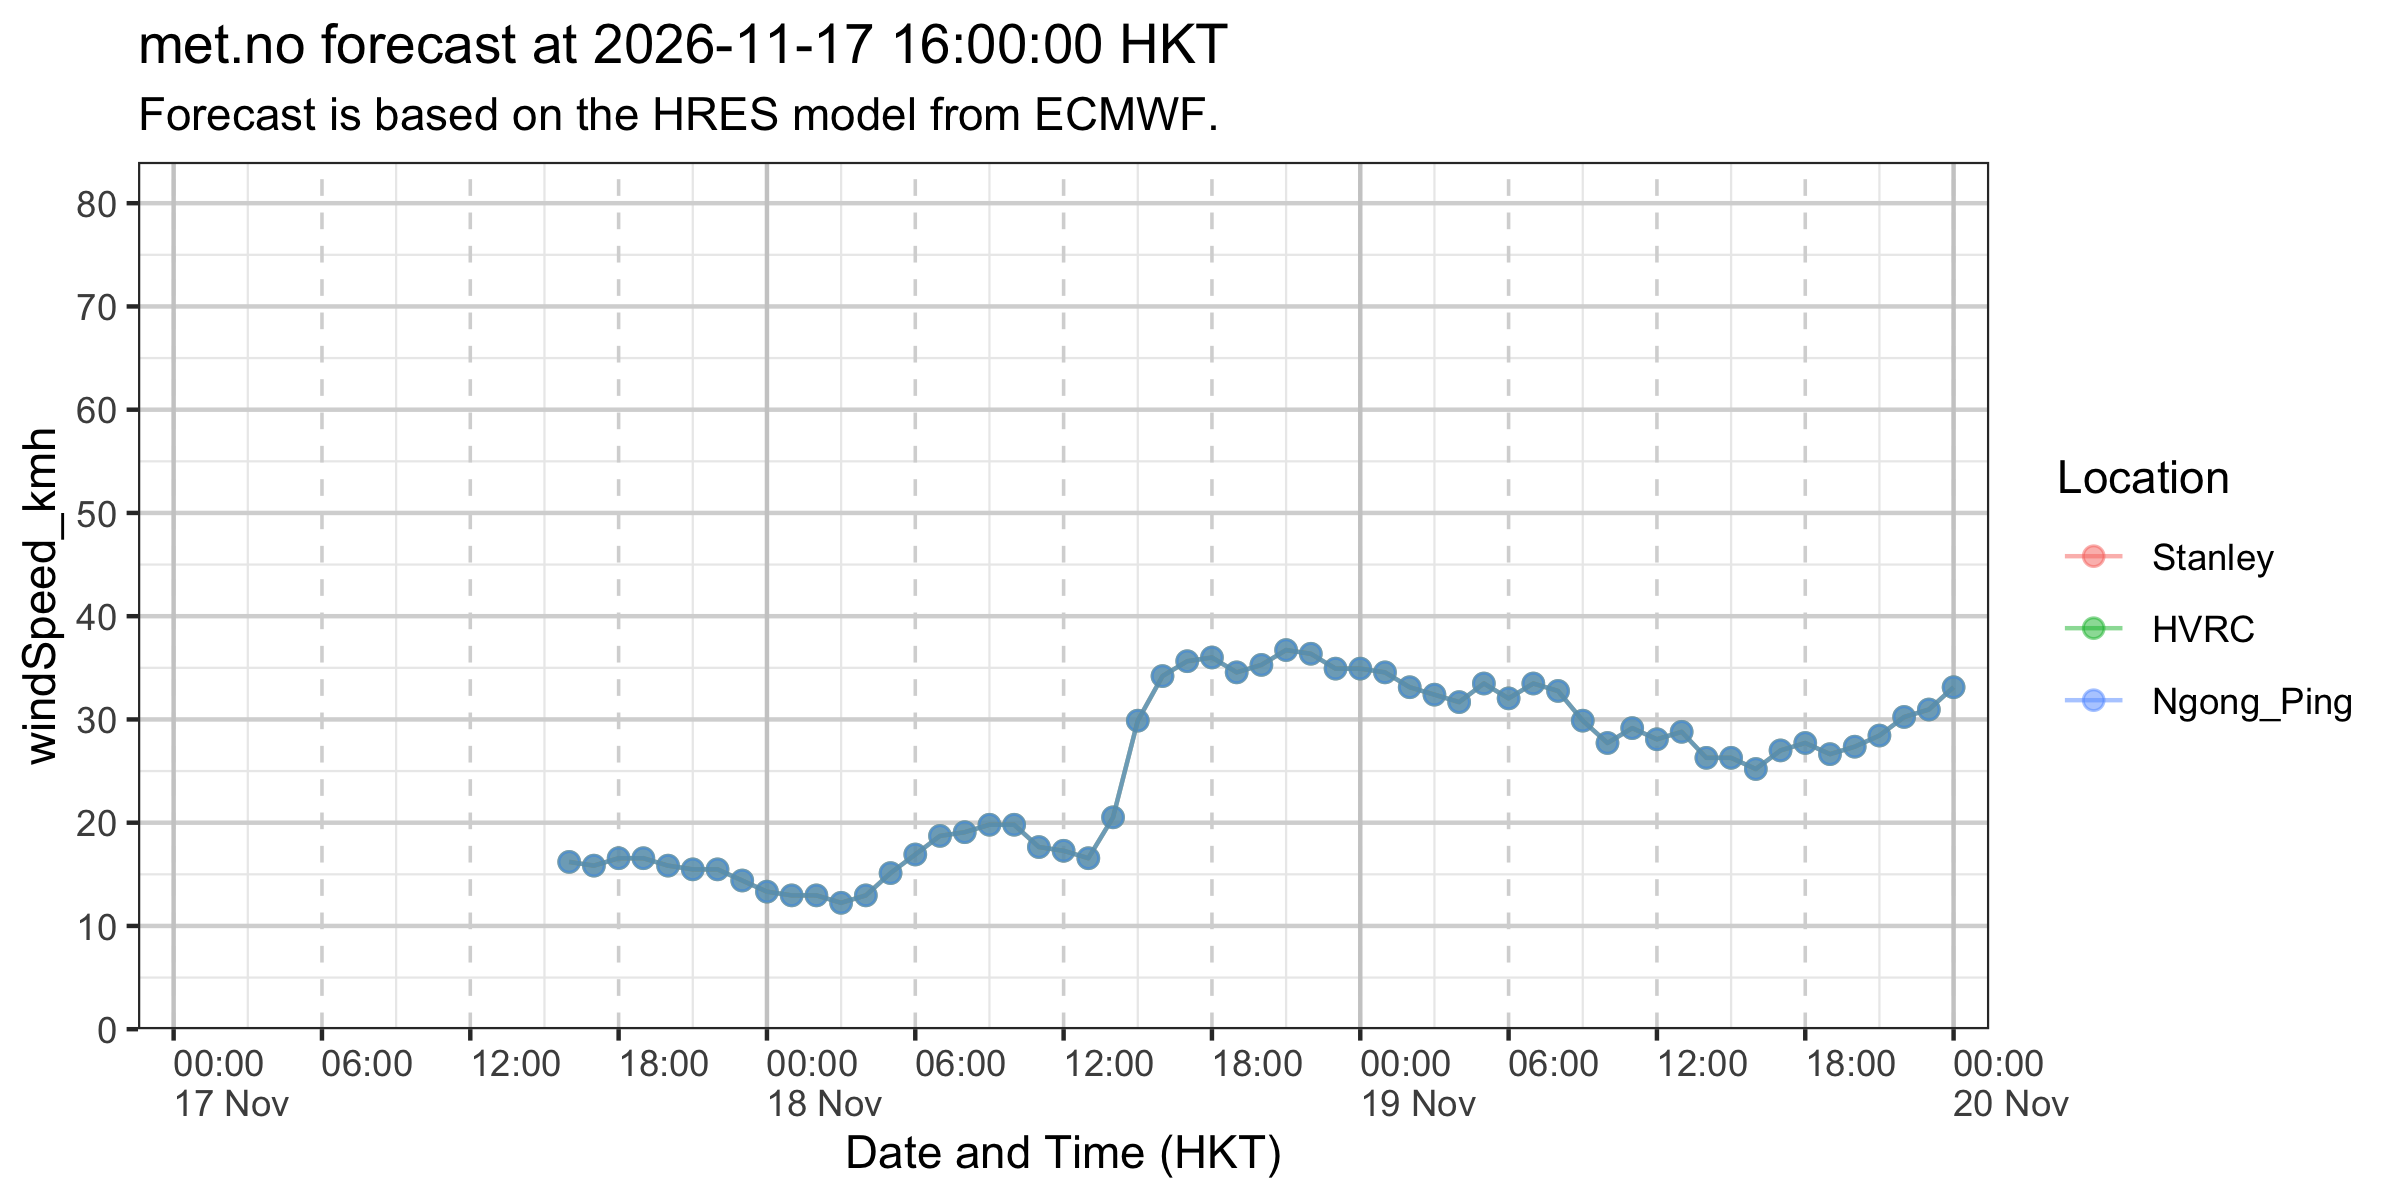 met.no forecast at 2026-11-17 16:00:00 HKT
Forecast is based on the HRES model from ECMWF.
windSpeed_kmh
80
70
60
50
40
30
20
10
0
00:00 06:00 12:00 18:00 00:00 06:00 12:00 18:00 00:00 06:00 12:00 18:00 00:00
17 Nov 18 Nov 19 Nov 20 Nov
Date and Time (HKT)
Location
Stanley
HVRC
Ngong_Ping